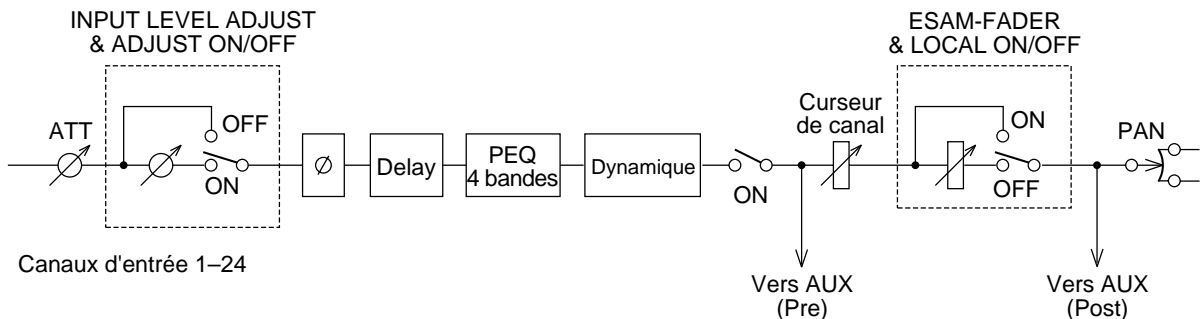 INPUT LEVEL ADJUST
& ADJUST ON/OFF
ESAM-FADER
& LOCAL ON/OFF
ATT
OFF
ON
Ø
Delay
PEQ
4 bandes
Dynamique
ON
Curseur
de canal
ON
OFF
PAN
Canaux d'entrée 1–24
Vers AUX
(Pre)
Vers AUX
(Post)